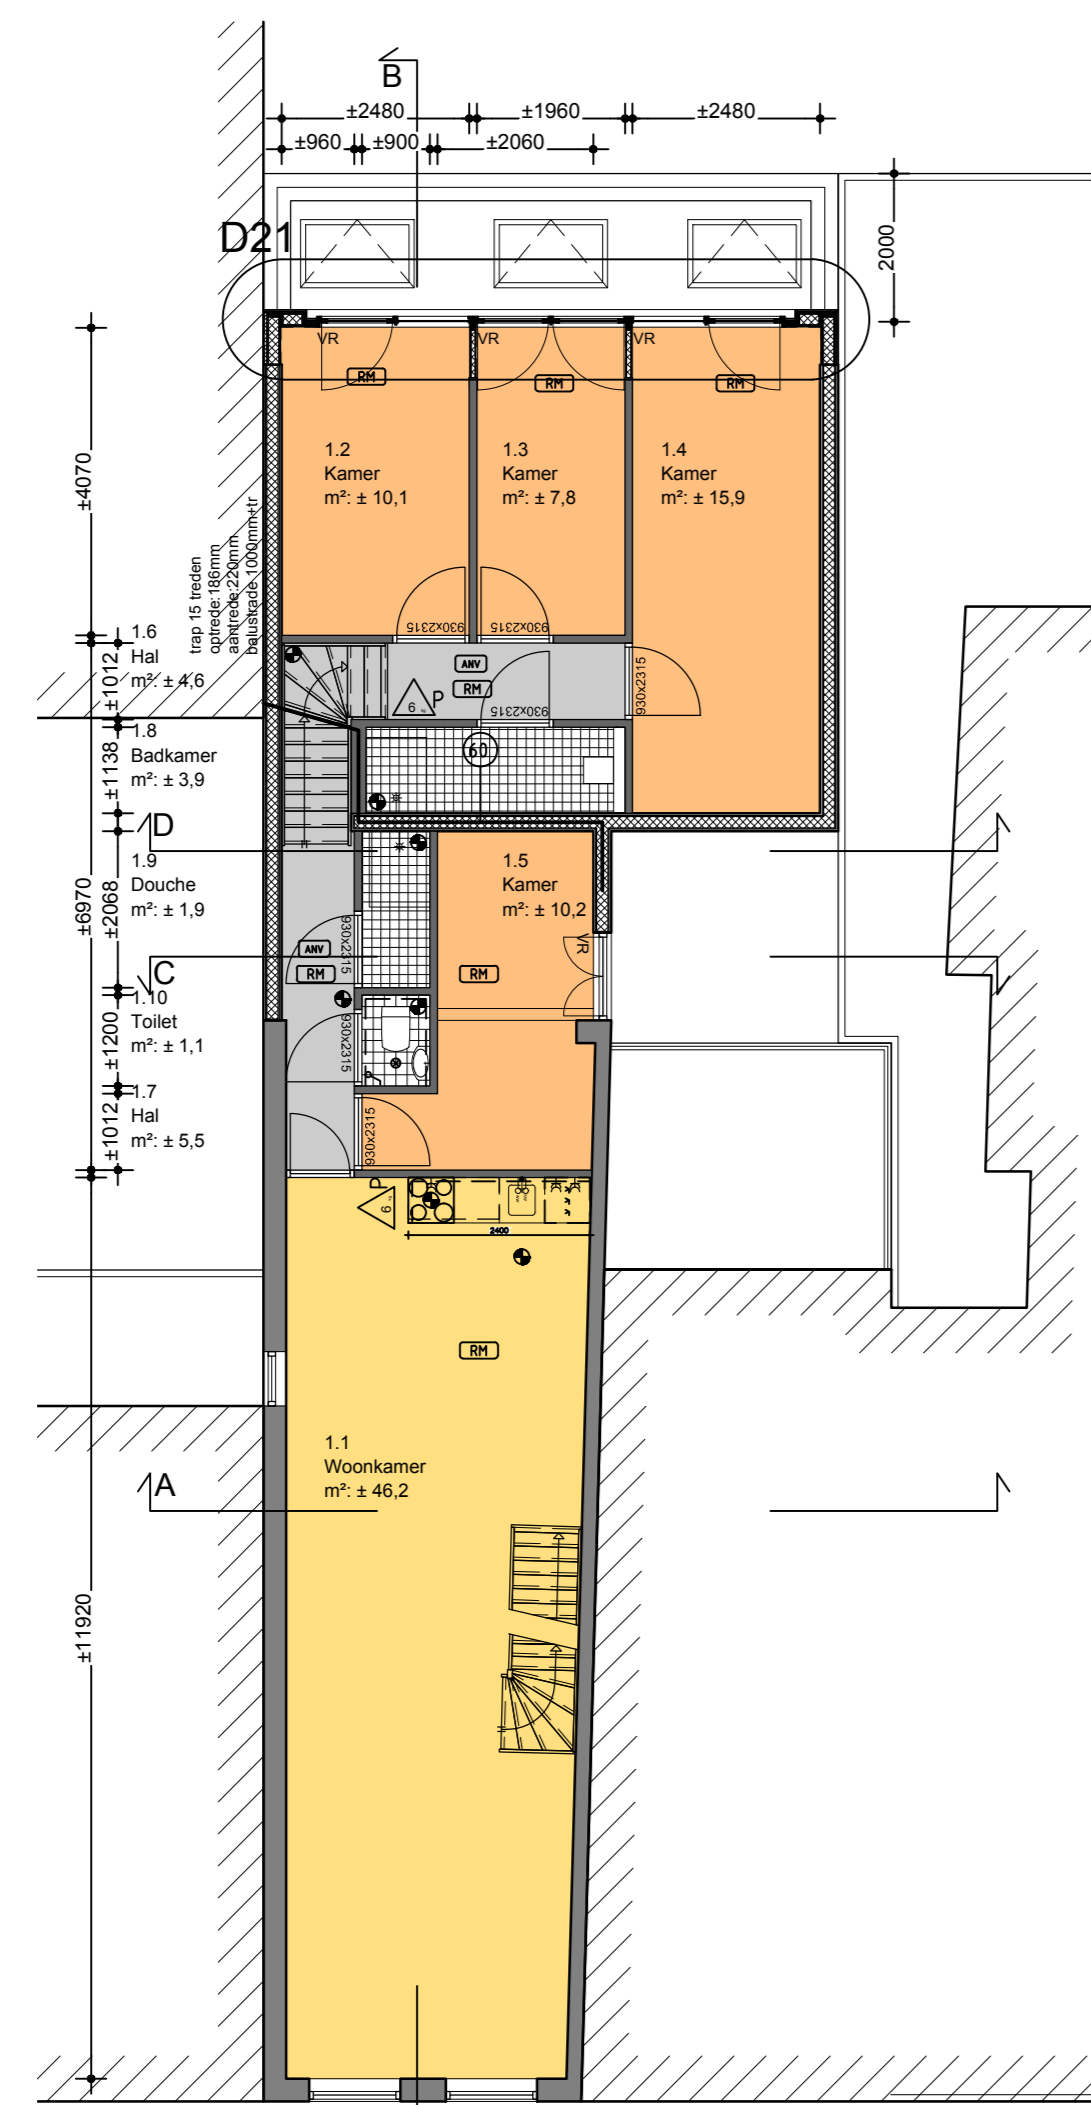 B
±2480
±1960
±2480
±960
±900
±2060
D21
2000
VR
VR
VR
RM
RM
RM
±4070
1.2
Kamer
m²: ± 10,1
1.3
Kamer
m²: ± 7,8
1.4
Kamer
m²: ± 15,9
trap 15 treden
optrede:186mm
aantrede:220mm
balustrade 1000mm+tr
930x2315
930x2315
1.6
Hal
m²: ± 4,6
±1012
ANV
RM
6
P
930x2315
930x2315
1.8
Badkamer
m²: ± 3,9
±1138
60
D
1.9
Douche
m²: ± 1,9
±2068
±6970
1.5
Kamer
m²: ± 10,2
VR
930x2315
ANV
RM
RM
C
1.10
Toilet
m²: ± 1,1
±1200
930x2315
1.7
Hal
m²: ± 5,5
±1012
930x2315
P
6
2400
RM
1.1
Woonkamer
m²: ± 46,2
A
±11920